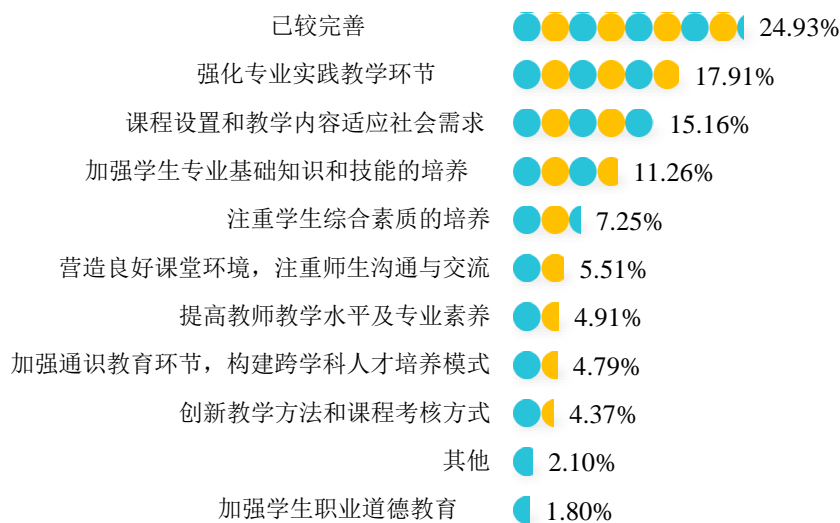 已较完善 24.93%
强化专业实践教学环节 17.91%
课程设置和教学内容适应社会需求 15.16%
加强学生专业基础知识和技能的培养 11.26%
注重学生综合素质的培养 7.25%
营造良好课堂环境，注重师生沟通与交流 5.51%
提高教师教学水平及专业素养 4.91%
加强通识教育环节，构建跨学科人才培养模式 4.79%
创新教学方法和课程考核方式 4.37%
其他 2.10%
加强学生职业道德教育 1.80%